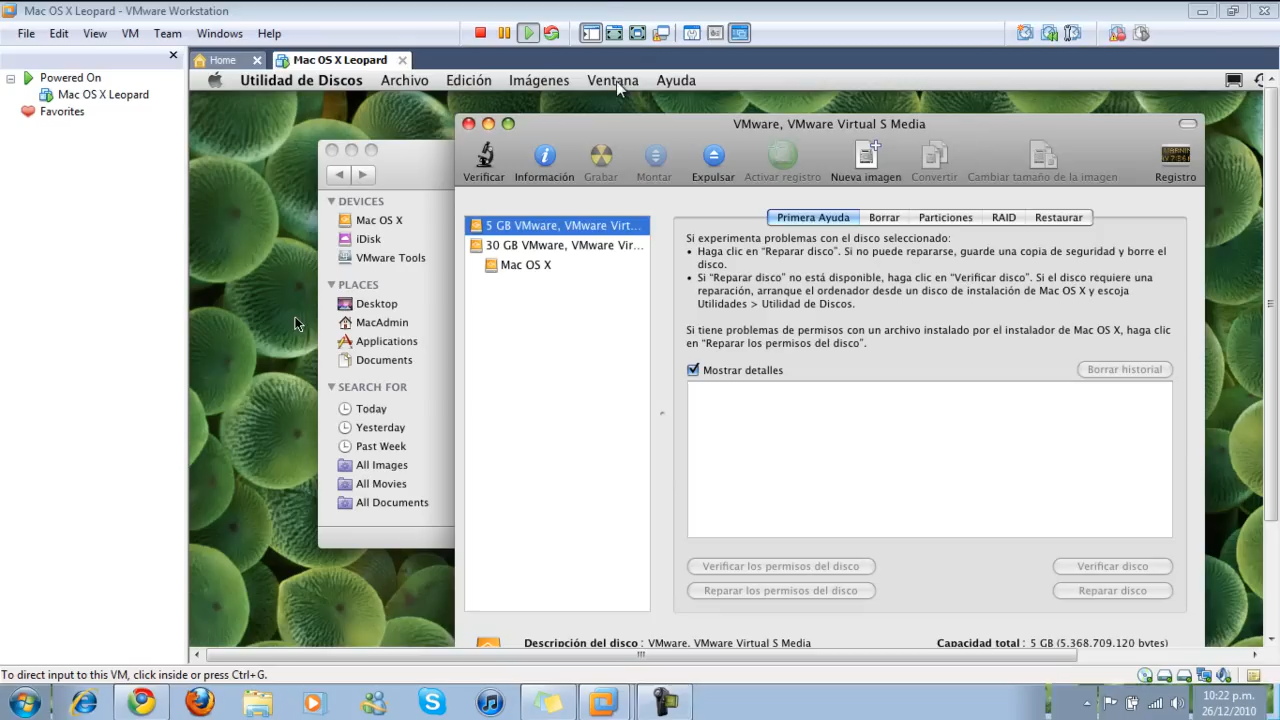 Mac OS X Leopard - VMware Workstation
File Edit View VM Team Windows Help
Home
Mac OS X Leopard
Powered On
Mac OS X Leopard
Favorites
Utilidad de Discos Archivo Edición Imágenes Ventana Ayuda
DEVICES
Mac OS X
iDisk
VMware Tools
PLACES
Desktop
MacAdmin
Applications
Documents
SEARCH FOR
Today
Yesterday
Past Week
All Images
All Movies
All Documents
VMware, VMware Virtual S Media
Verificar Información Grabar Montar Expulsar Activar registro Nueva imagen Convertir Cambiar tamaño de la imagen Registro
5 GB VMware, VMware Virt...
30 GB VMware, VMware Vir...
Mac OS X
Primera Ayuda Borrar Particiones RAID Restaurar
Si experimenta problemas con el disco seleccionado:
• Haga clic en “Reparar disco”. Si no puede repararse, guarde una copia de seguridad y borre el
disco.
• Si “Reparar disco” no está disponible, haga clic en “Verificar disco”. Si el disco requiere una
reparación, arranque el ordenador desde un disco de instalación de Mac OS X y escoja
Utilidades > Utilidad de Discos.
Si tiene problemas de permisos con un archivo instalado por el instalador de Mac OS X, haga clic
en “Reparar los permisos del disco”.
Mostrar detalles
Borrar historial
Verificar los permisos del disco
Verificar disco
Reparar los permisos del disco
Reparar disco
Descripción del disco : VMware, VMware Virtual S Media
Capacidad total : 5 GB (5.368.709.120 bytes)
To direct input to this VM, click inside or press Ctrl+G.
10:22 p.m.
26/12/2010